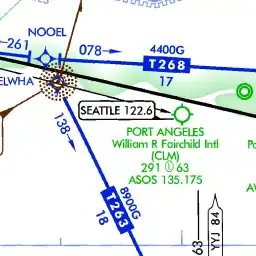 NOOEL
261
078
4400G
T268
17
ELWHA
SEATTLE 122.6
138
PORT ANGELES
William R Fairchild Intl
(CLM)
291 Ⓛ 63
ASOS 135.175
8900G
T263
18
63
YYJ 84